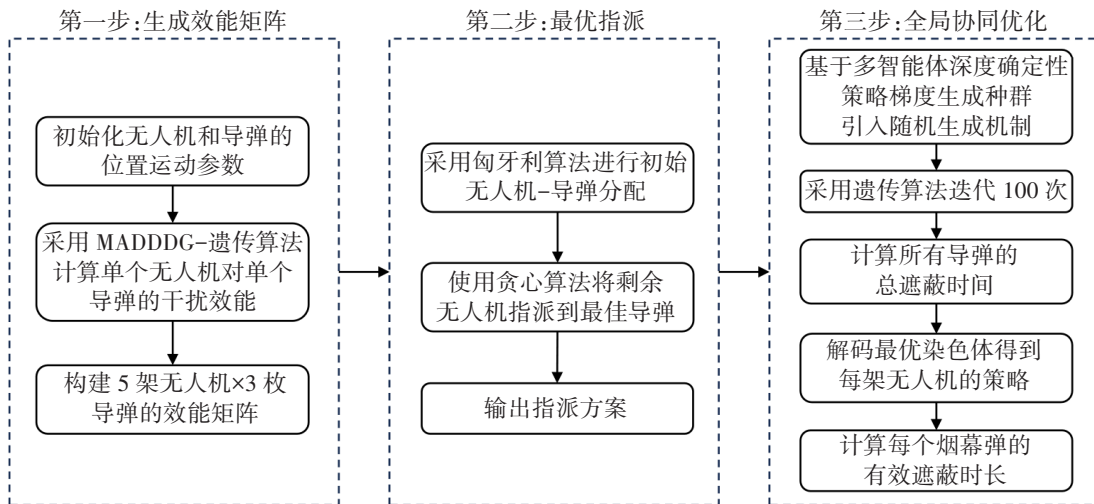 第一步:生成效能矩阵
初始化无人机和导弹的
位置运动参数
采用 MADDDG-遗传算法
计算单个无人机对单个
导弹的干扰效能
构建 5 架无人机×3 枚
导弹的效能矩阵
第二步:最优指派
采用匈牙利算法进行初始
无人机-导弹分配
使用贪心算法将剩余
无人机指派到最佳导弹
输出指派方案
第三步:全局协同优化
基于多智能体深度确定性
策略梯度生成种群
引入随机生成机制
采用遗传算法迭代 100 次
计算所有导弹的
总遮蔽时间
解码最优染色体得到
每架无人机的策略
计算每个烟幕弹的
有效遮蔽时长